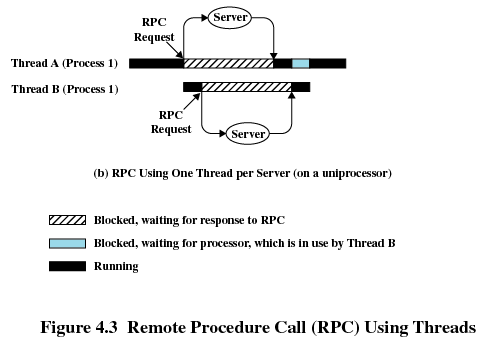 RPC
Request
Server
Thread A (Process 1)
Thread B (Process 1)
RPC
Request
Server
(b) RPC Using One Thread per Server (on a uniprocessor)
Blocked, waiting for response to RPC
Blocked, waiting for processor, which is in use by Thread B
Running
Figure 4.3 Remote Procedure Call (RPC) Using Threads